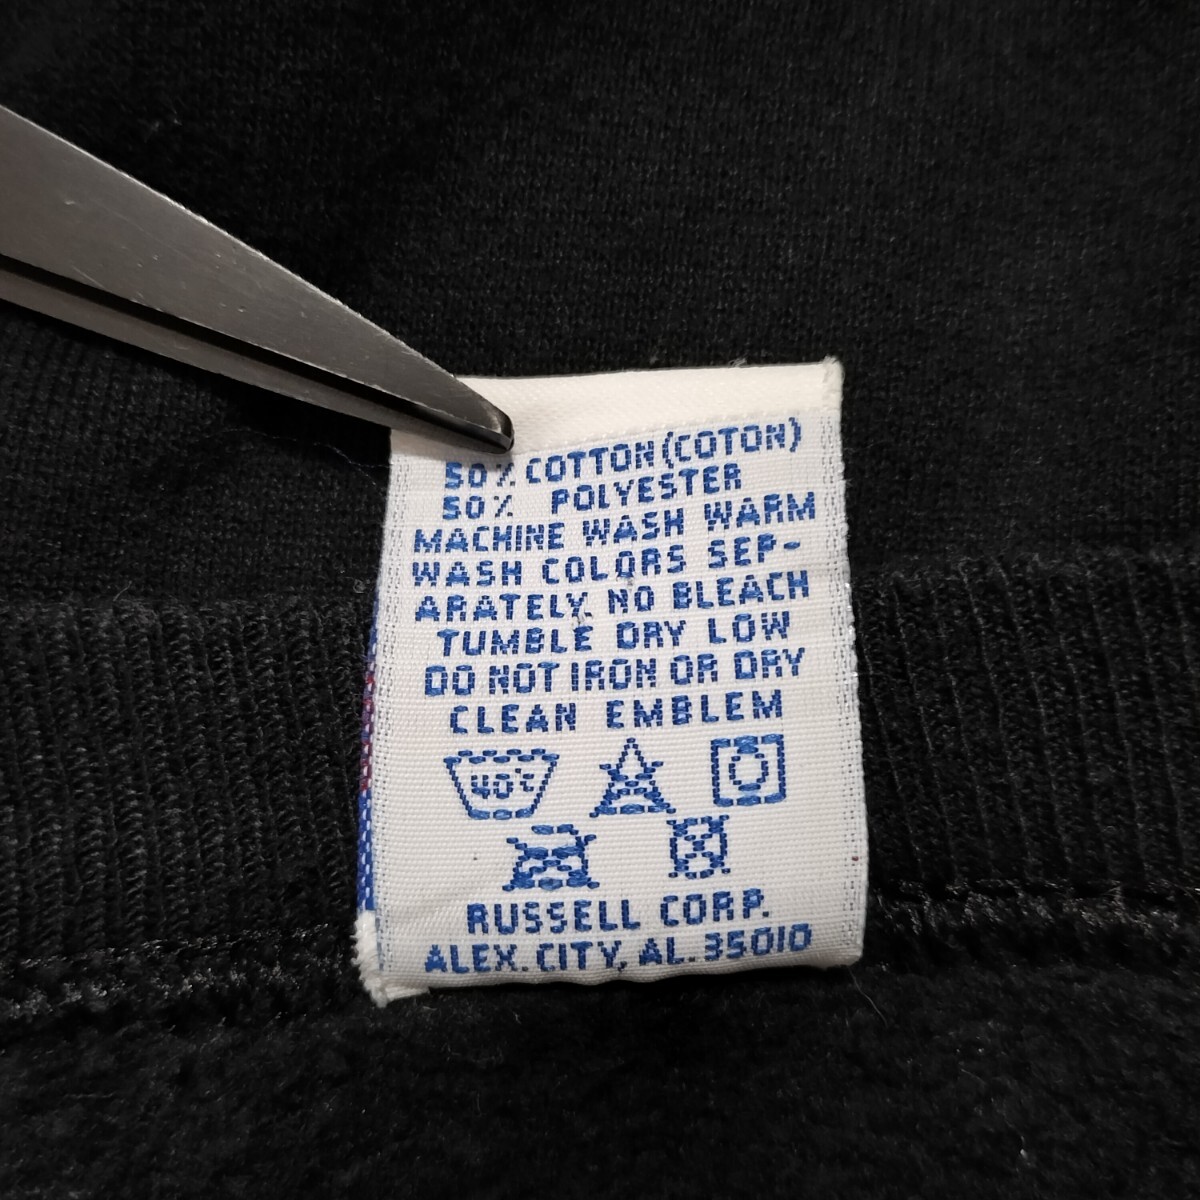 50% COTTON (COTON)
50% POLYESTER
MACHINE WASH WARM
WASH COLORS SEP-
ARATELY. NO BLEACH
TUMBLE DRY LOW
DO NOT IRON OR DRY
CLEAN EMBLEM
40°C
RUSSELL CORP.
ALEX. CITY, AL. 35010